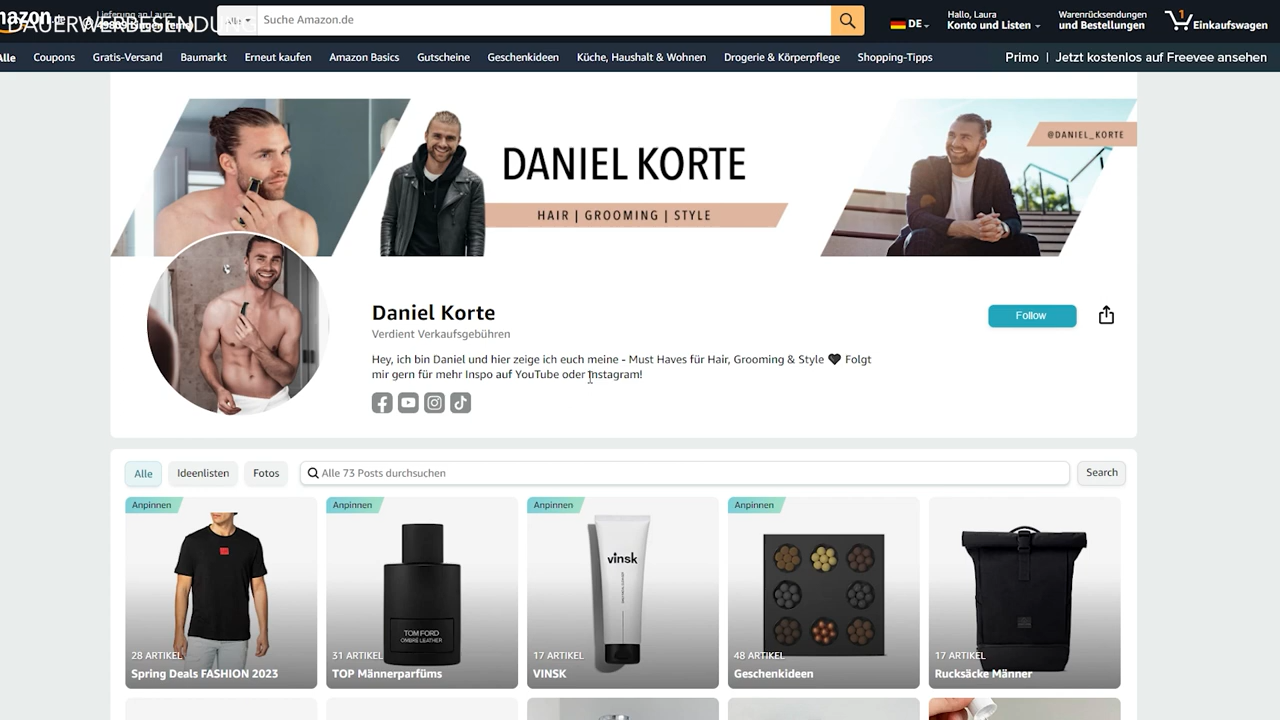 DAUERWERBESENDUNG
Alle
Suche Amazon.de
DE
Hallo, Laura
Konto und Listen
Warenrücksendungen
und Bestellungen
1
Einkaufswagen
Alle
Coupons
Gratis-Versand
Baumarkt
Erneut kaufen
Amazon Basics
Gutscheine
Geschenkideen
Küche, Haushalt & Wohnen
Drogerie & Körperpflege
Shopping-Tipps
Primo | Jetzt kostenlos auf Freevee ansehen
DANIEL KORTE
HAIR | GROOMING | STYLE
@DANIEL_KORTE
Daniel Korte
Verdient Verkaufsgebühren
Hey, ich bin Daniel und hier zeige ich euch meine - Must Haves für Hair, Grooming & Style 🖤 Folgt
mir gern für mehr Inspo auf YouTube oder Instagram!
Follow
Alle
Ideenlisten
Fotos
Alle 73 Posts durchsuchen
Search
Anpinnen
28 ARTIKEL
Spring Deals FASHION 2023
Anpinnen
TOM FORD
OMBRÉ LEATHER
31 ARTIKEL
TOP Männerparfüms
Anpinnen
vinsk
17 ARTIKEL
VINSK
Anpinnen
48 ARTIKEL
Geschenkideen
17 ARTIKEL
Rucksäcke Männer